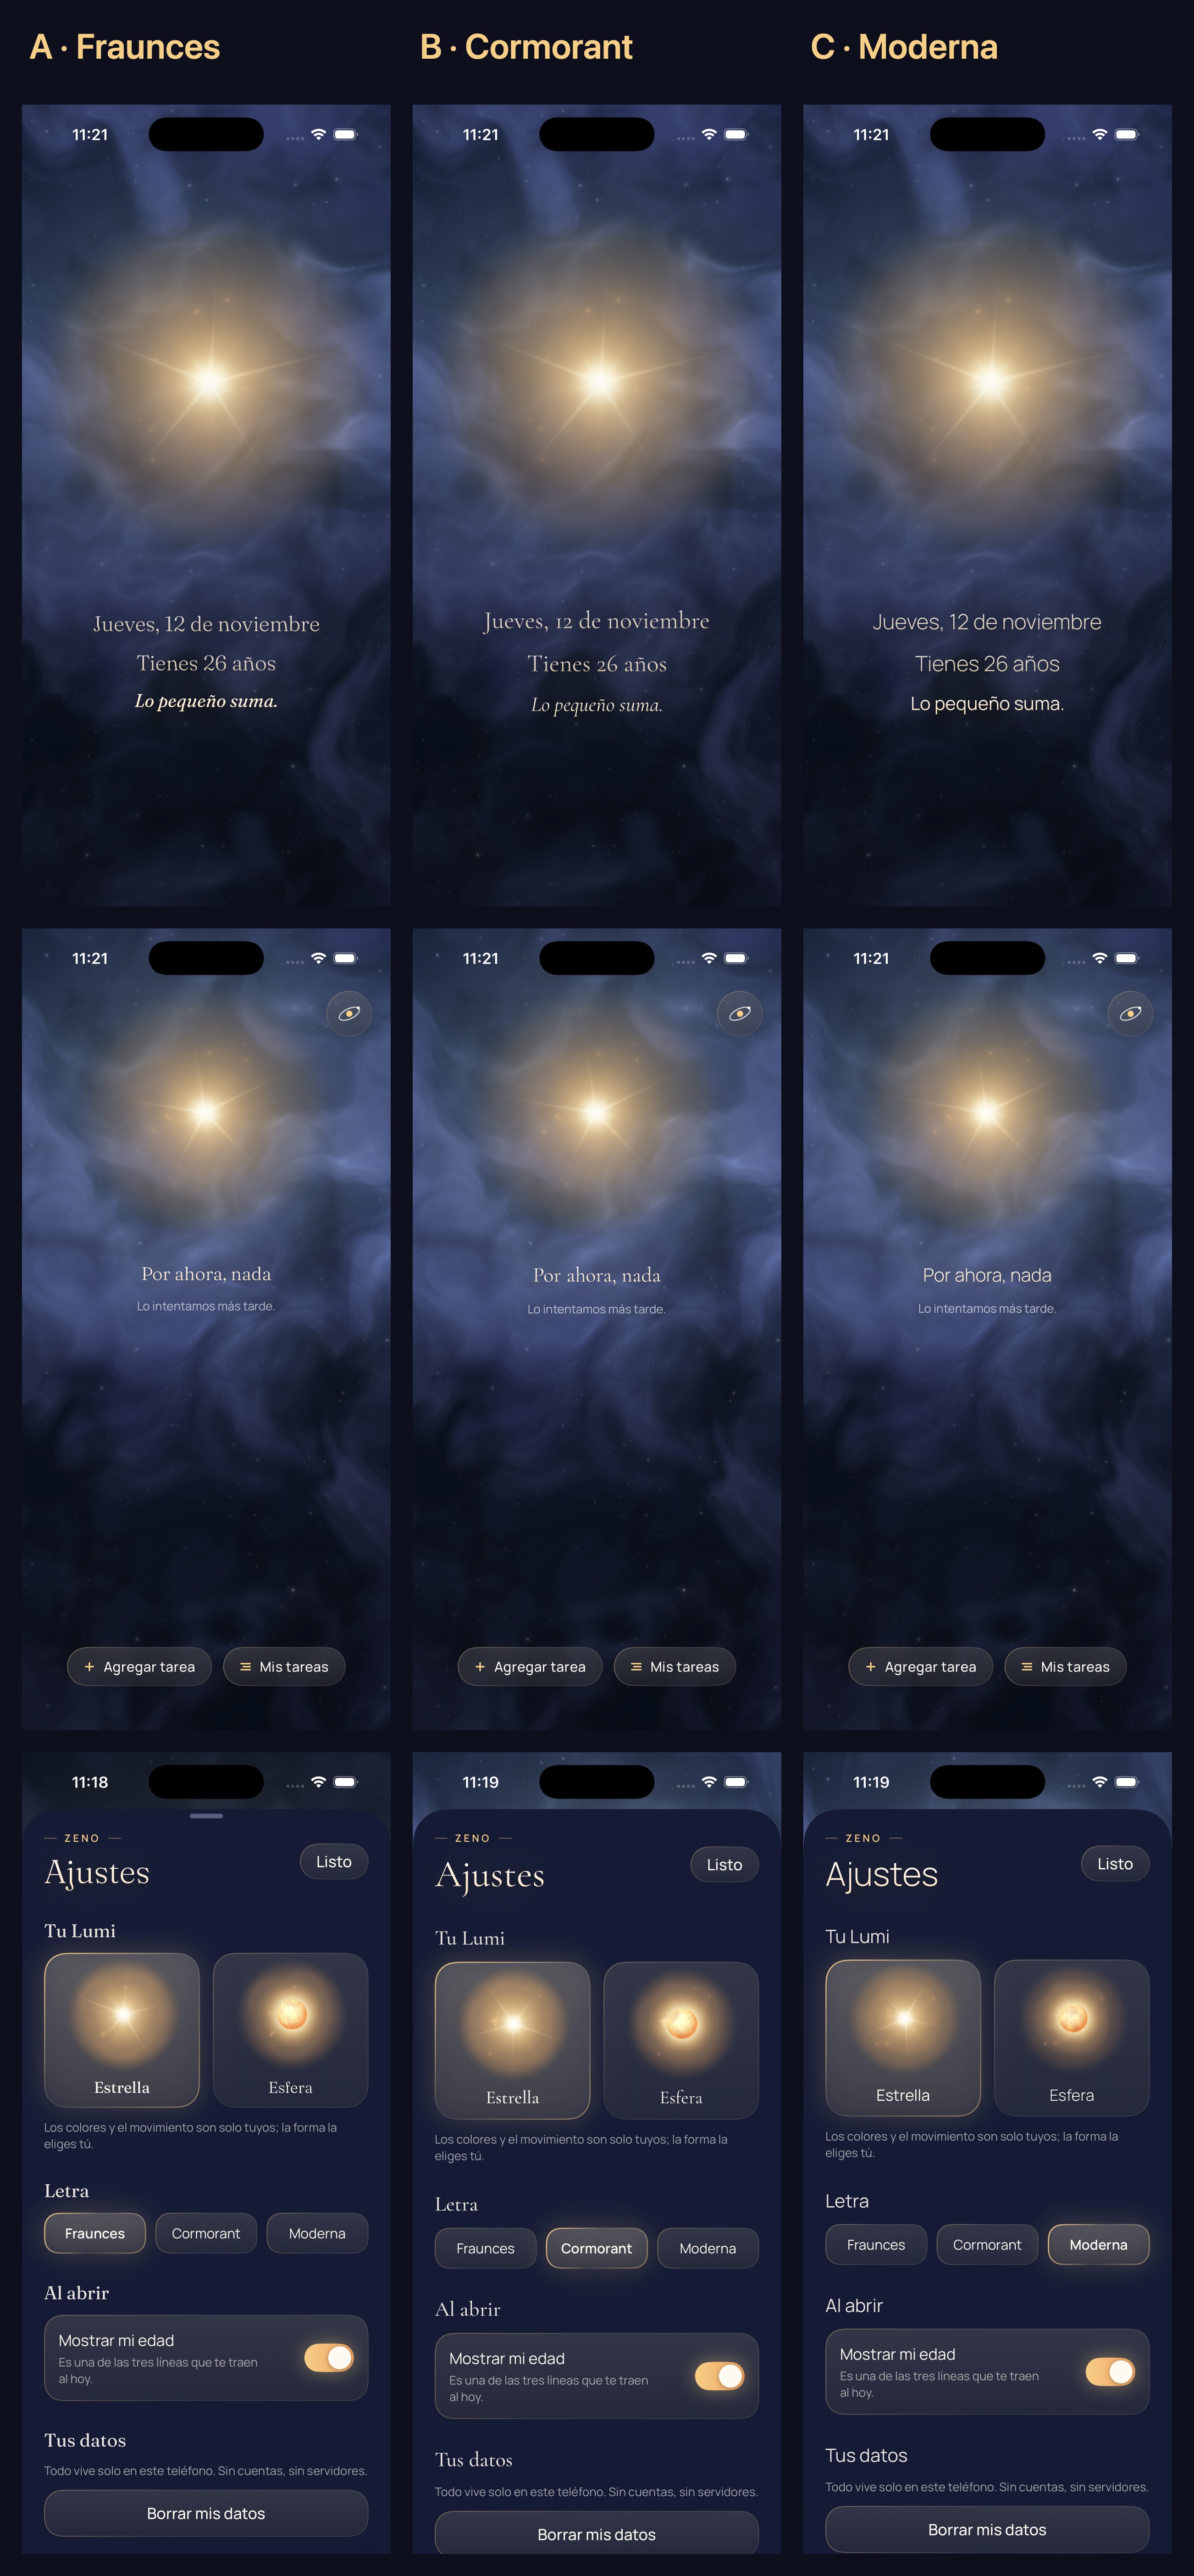 A · Fraunces
B · Cormorant
C · Moderna
11:21
11:21
11:21
Jueves, 12 de noviembre
Tienes 26 años
Lo pequeño suma.
Jueves, 12 de noviembre
Tienes 26 años
Lo pequeño suma.
Jueves, 12 de noviembre
Tienes 26 años
Lo pequeño suma.
11:21
11:21
11:21
Por ahora, nada
Lo intentamos más tarde.
+ Agregar tarea
Mis tareas
Por ahora, nada
Lo intentamos más tarde.
+ Agregar tarea
Mis tareas
Por ahora, nada
Lo intentamos más tarde.
+ Agregar tarea
Mis tareas
11:18
— ZENO —
Ajustes
Listo
Tu Lumi
Estrella
Esfera
Los colores y el movimiento son solo tuyos; la forma la
eliges tú.
Letra
Fraunces
Cormorant
Moderna
Al abrir
Mostrar mi edad
Es una de las tres líneas que te traen
al hoy.
Tus datos
Todo vive solo en este teléfono. Sin cuentas, sin servidores.
Borrar mis datos
11:19
— ZENO —
Ajustes
Listo
Tu Lumi
Estrella
Esfera
Los colores y el movimiento son solo tuyos; la forma la
eliges tú.
Letra
Fraunces
Cormorant
Moderna
Al abrir
Mostrar mi edad
Es una de las tres líneas que te traen
al hoy.
Tus datos
Todo vive solo en este teléfono. Sin cuentas, sin servidores.
Borrar mis datos
11:19
— ZENO —
Ajustes
Listo
Tu Lumi
Estrella
Esfera
Los colores y el movimiento son solo tuyos; la forma la
eliges tú.
Letra
Fraunces
Cormorant
Moderna
Al abrir
Mostrar mi edad
Es una de las tres líneas que te traen
al hoy.
Tus datos
Todo vive solo en este teléfono. Sin cuentas, sin servidores.
Borrar mis datos